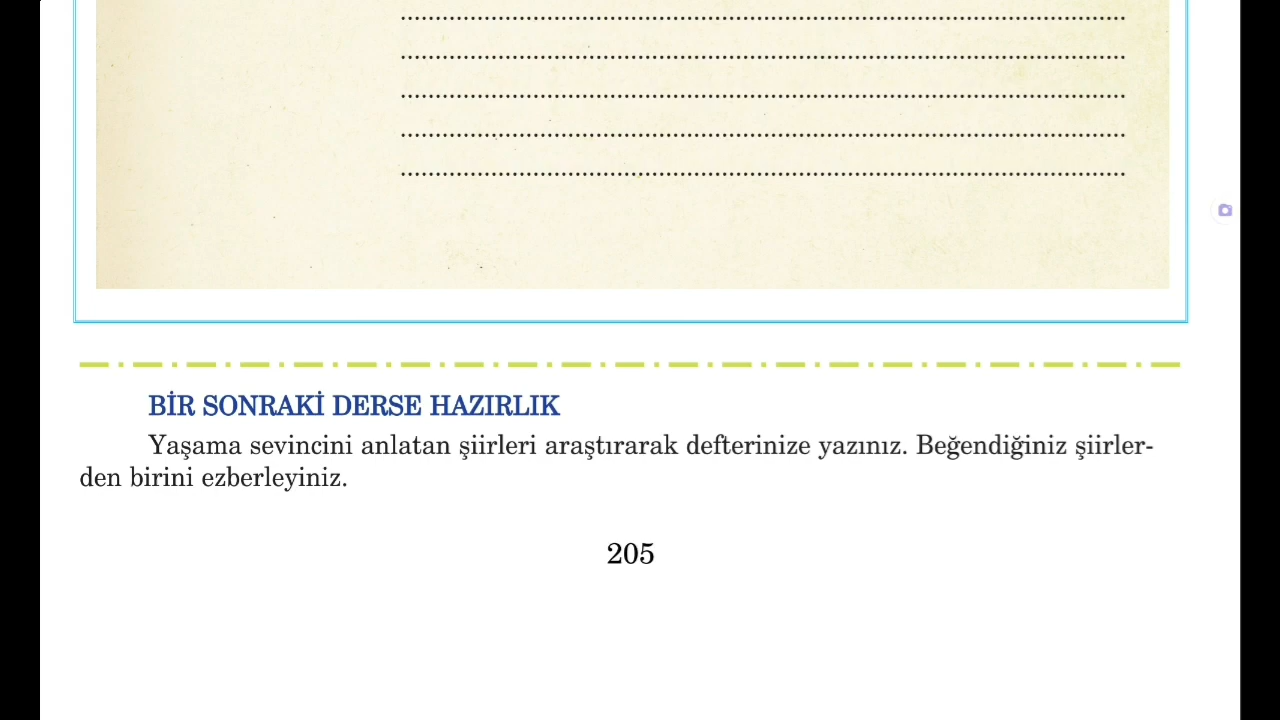 BİR SONRAKİ DERSE HAZIRLIK
Yaşama sevincini anlatan şiirleri araştırarak defterinize yazınız. Beğendiğiniz şiirler-
den birini ezberleyiniz.
205